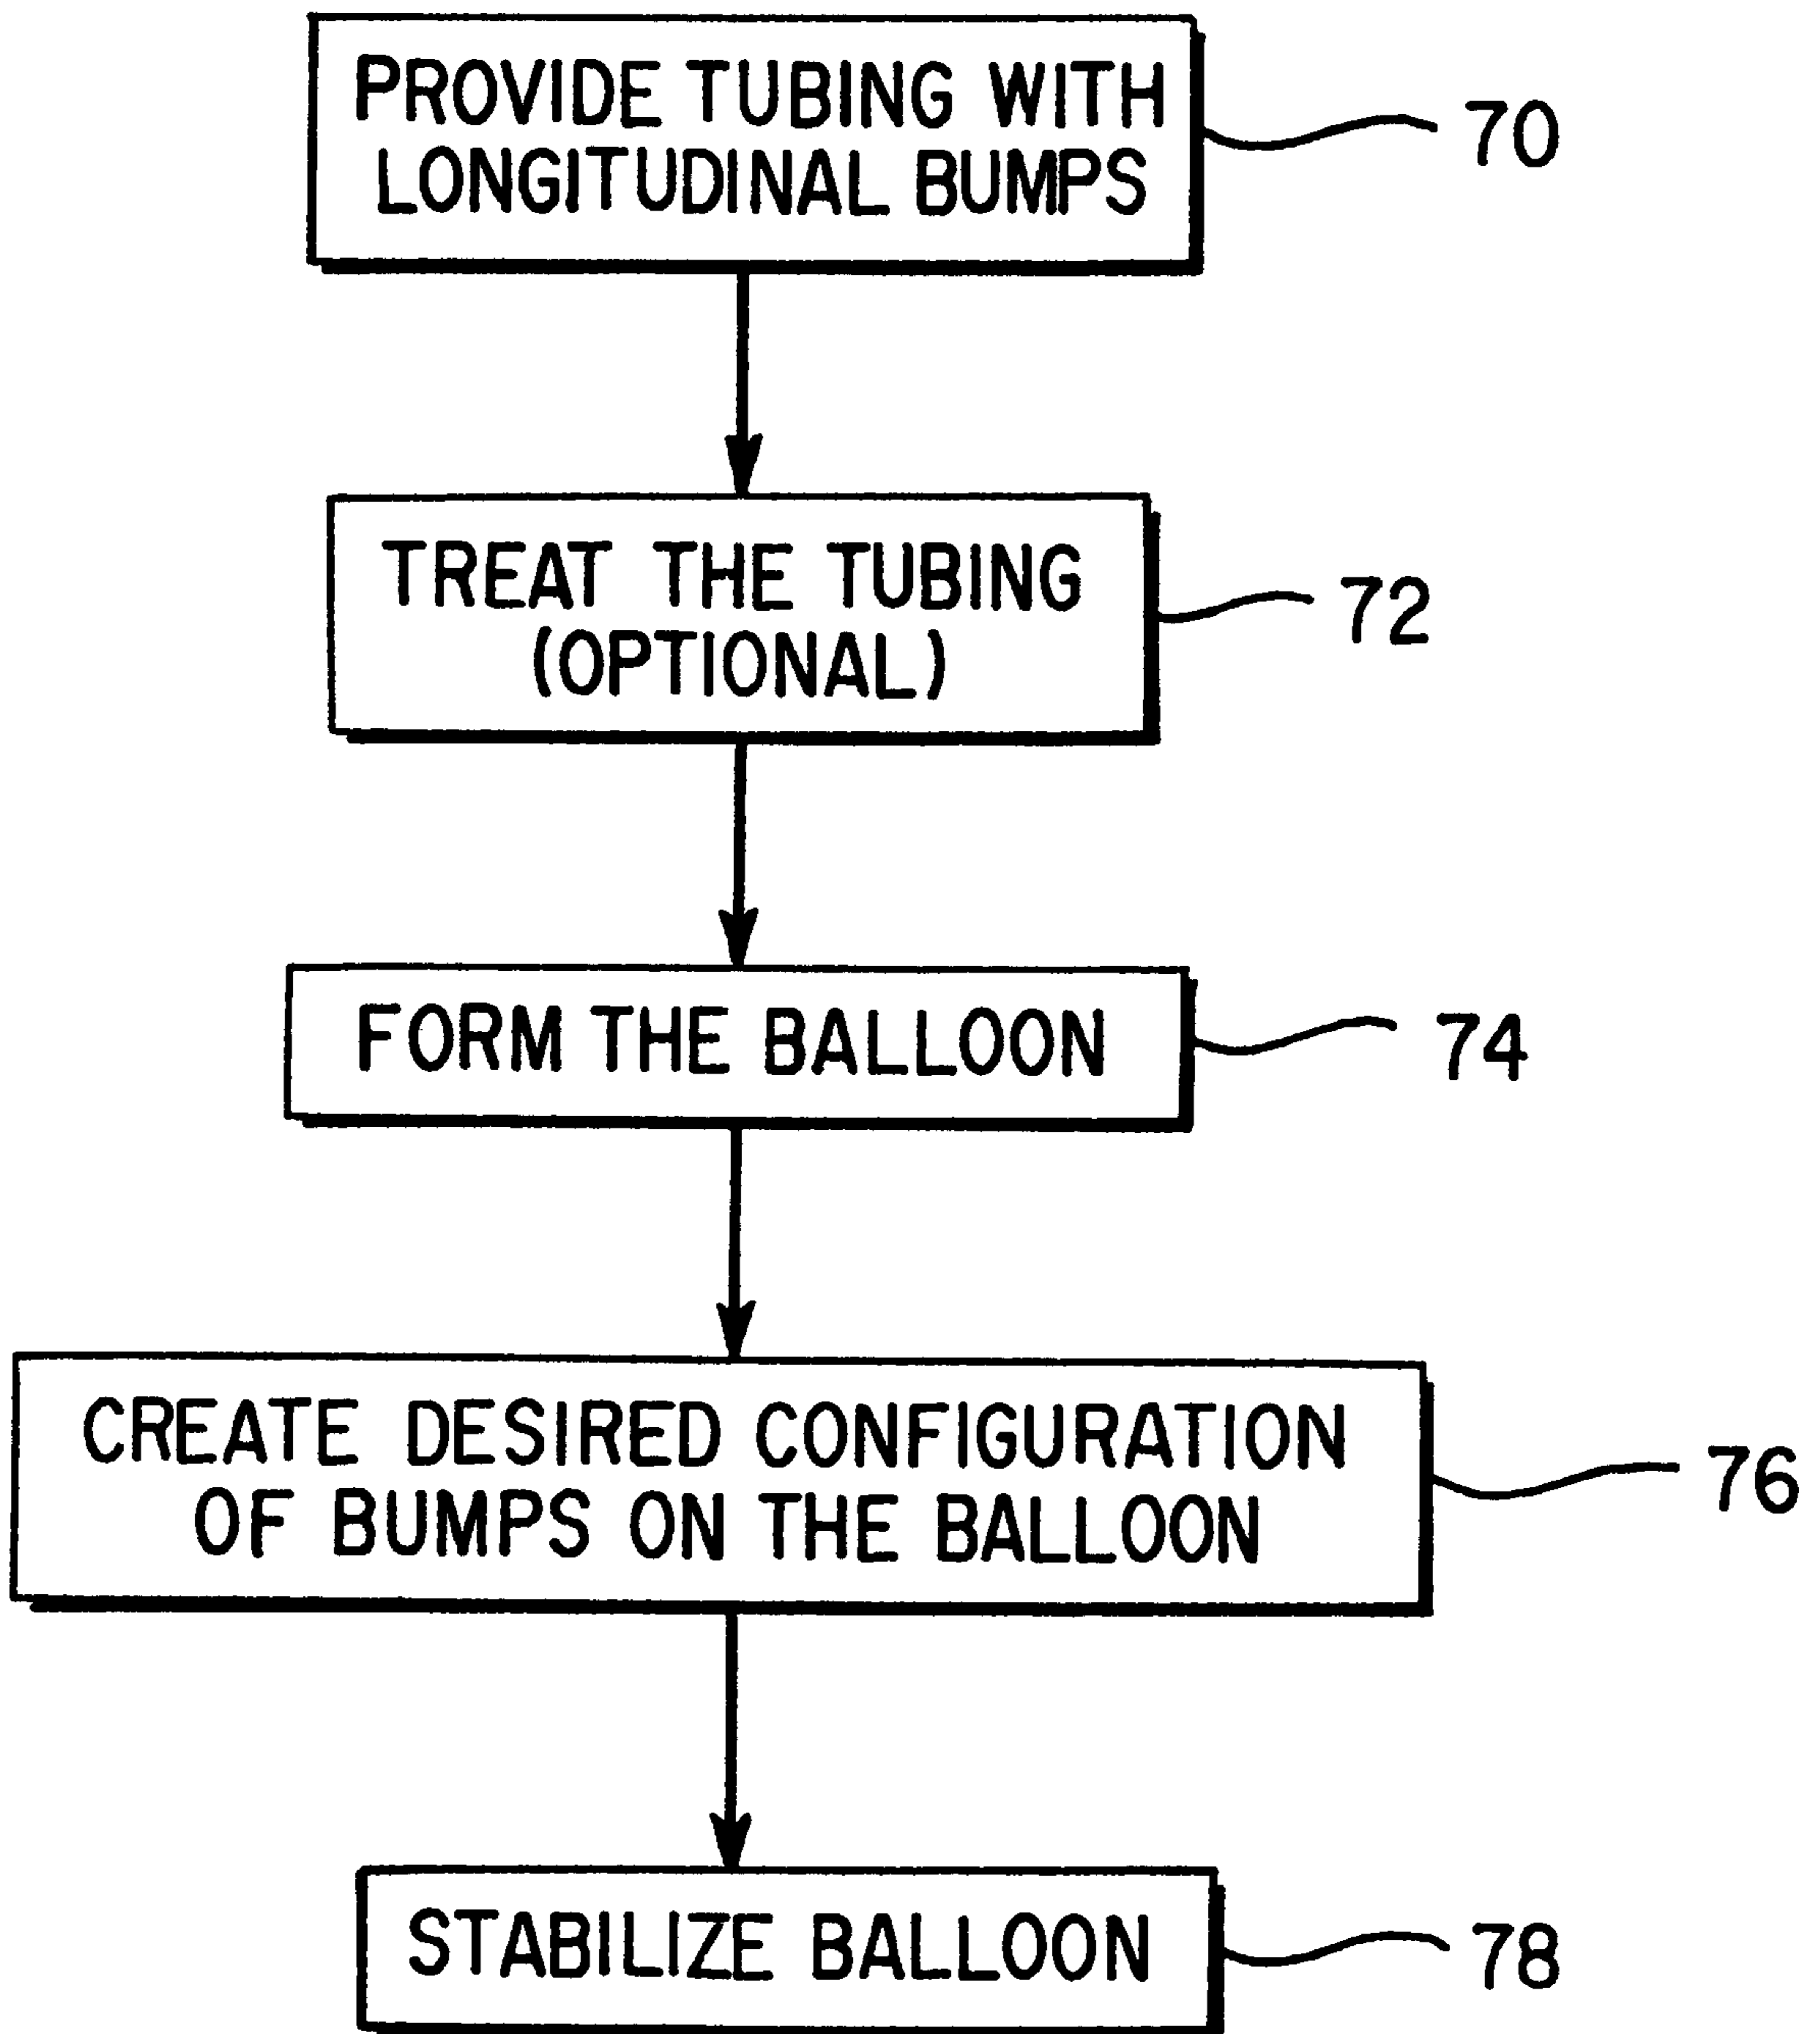 PROVIDE TUBING WITH
LONGITUDINAL BUMPS
70
TREAT THE TUBING
(OPTIONAL)
72
FORM THE BALLOON
74
CREATE DESIRED CONFIGURATION
OF BUMPS ON THE BALLOON
76
STABILIZE BALLOON
78